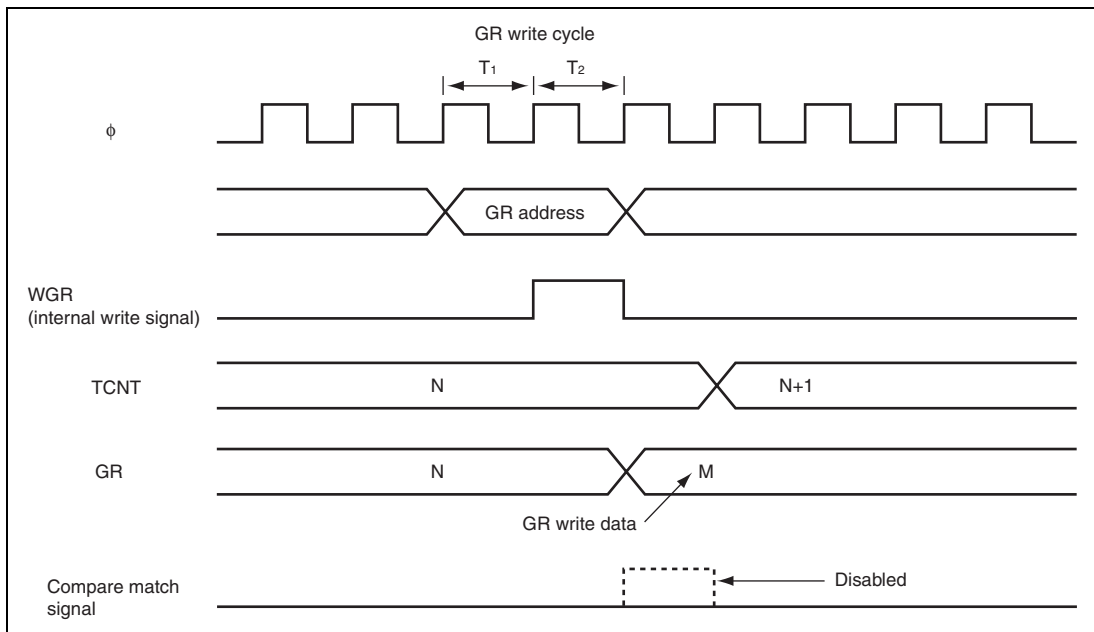 GR write cycle
T1 T2
ϕ
GR address
WGR
(internal write signal)
TCNT N N+1
GR N M
GR write data
Compare match
signal
Disabled